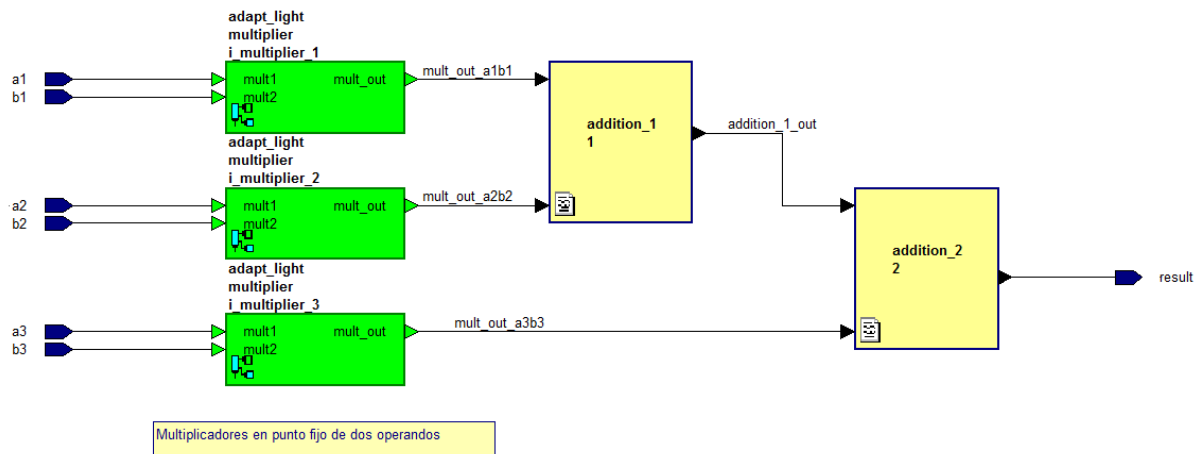 adapt_light
multiplier
i_multiplier_1
a1
mult1
mult_out
mult_out_a1b1
b1
mult2
addition_1
1
addition_1_out
adapt_light
multiplier
i_multiplier_2
a2
mult1
mult_out
mult_out_a2b2
b2
mult2
addition_2
2
result
adapt_light
multiplier
i_multiplier_3
a3
mult1
mult_out
mult_out_a3b3
b3
mult2
Multiplicadores en punto fijo de dos operandos